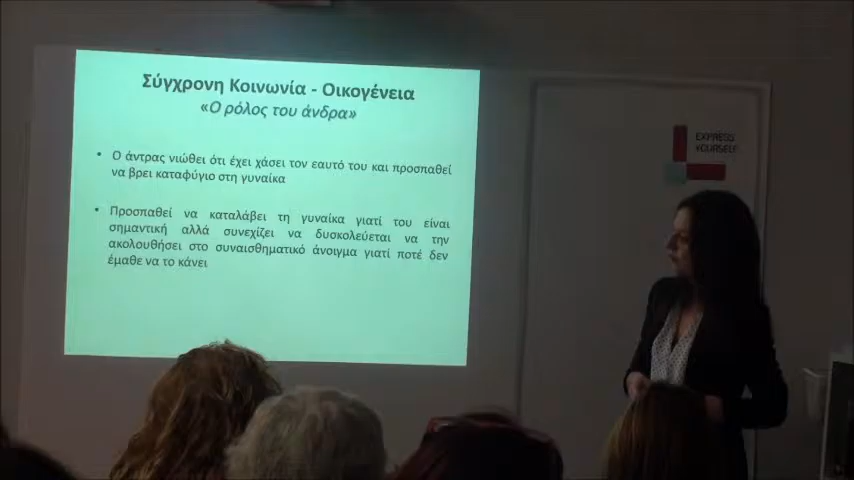 Σύγχρονη Κοινωνία - Οικογένεια
«Ο ρόλος του άνδρα»
• Ο άντρας νιώθει ότι έχει χάσει τον εαυτό του και προσπαθεί
να βρει καταφύγιο στη γυναίκα
• Προσπαθεί να καταλάβει τη γυναίκα γιατί του είναι
σημαντική αλλά συνεχίζει να δυσκολεύεται να την
ακολουθήσει στο συναισθηματικό άνοιγμα γιατί ποτέ δεν
έμαθε να το κάνει
EXPRESS
YOURSELF